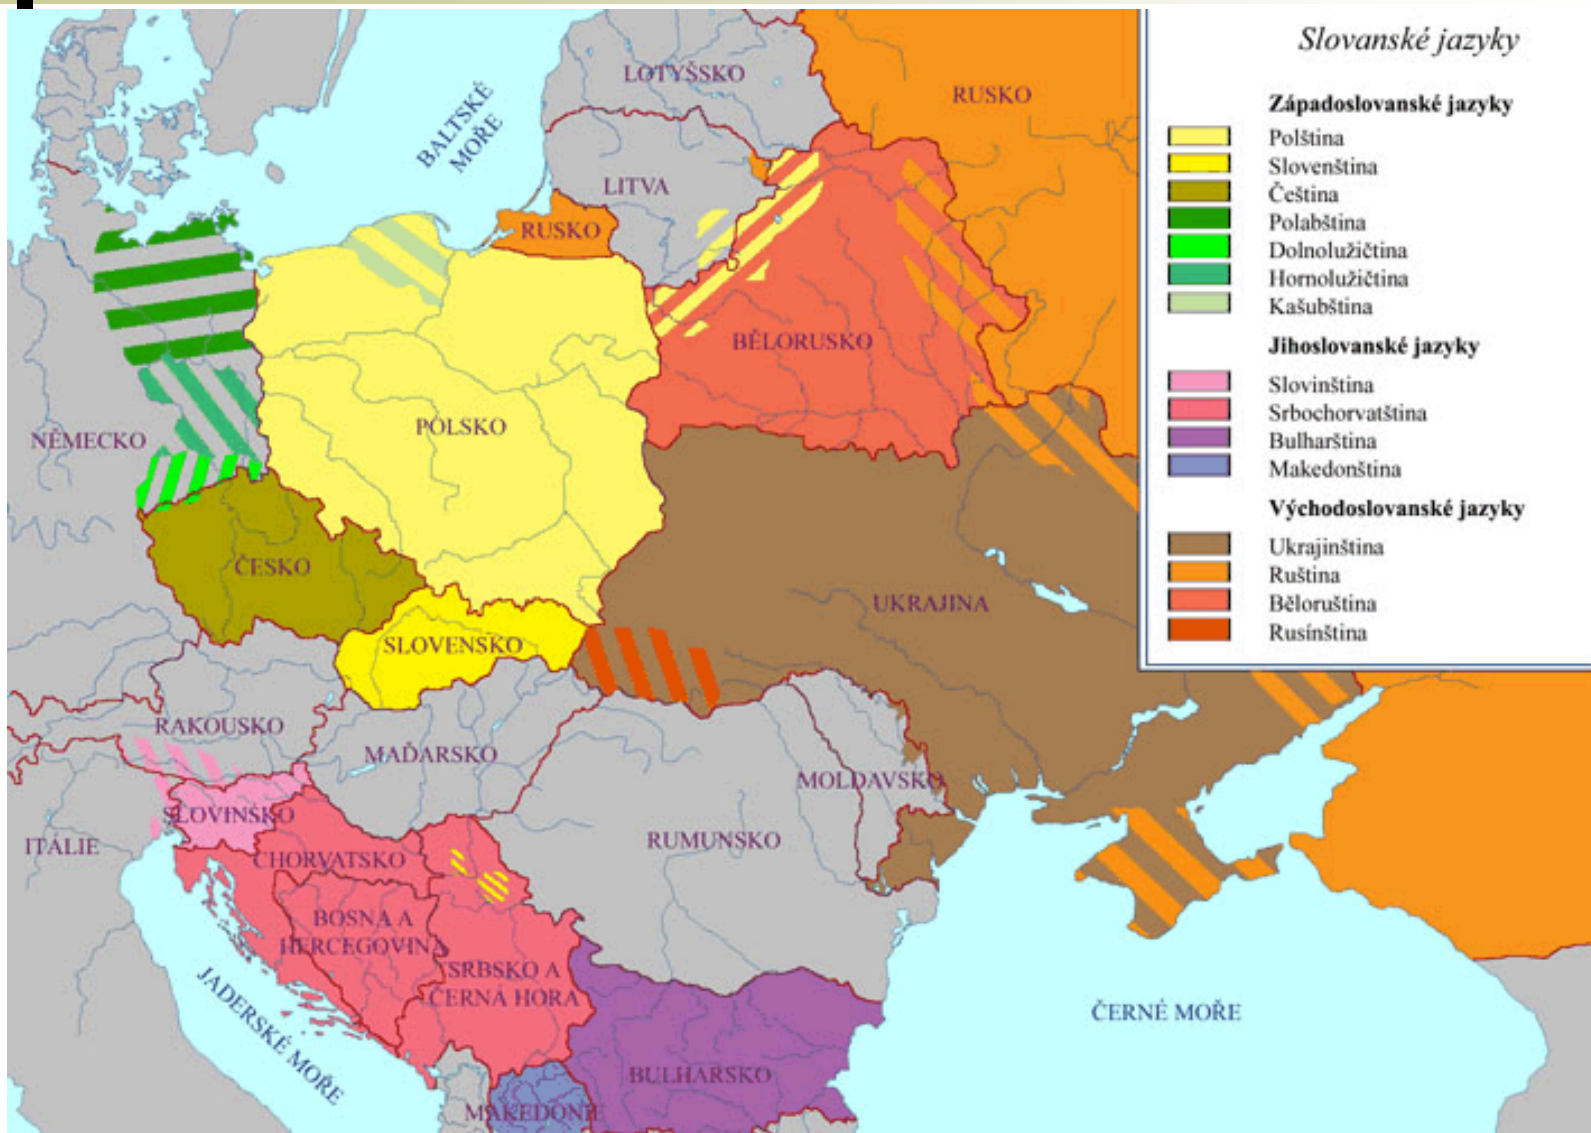 Slovanské jazyky
Západoslovanské jazyky
Polština
Slovenština
Čeština
Polabština
Dolnolužičtina
Hornolužičtina
Kašubština
Jihoslovanské jazyky
Slovinština
Srbochorvatština
Bulharština
Makedonština
Východoslovanské jazyky
Ukrajinština
Ruština
Běloruština
Rusínština
LOTYŠSKO
RUSKO
BALTSKÉ
MOŘE
LITVA
RUSKO
BĚLORUSKO
POLSKO
NĚMECKO
ČESKO
UKRAJINA
SLOVENSKO
RAKOUSKO
MAĎARSKO
MOLDAVSKO
SLOVINSKO
ITÁLIE
RUMUNSKO
CHORVATSKO
BOSNA A
HERCEGOVINA
SRBSKO A
ČERNÁ HORA
JADERSKÉ MOŘE
ČERNÉ MOŘE
BULHARSKO
MAKEDONIE